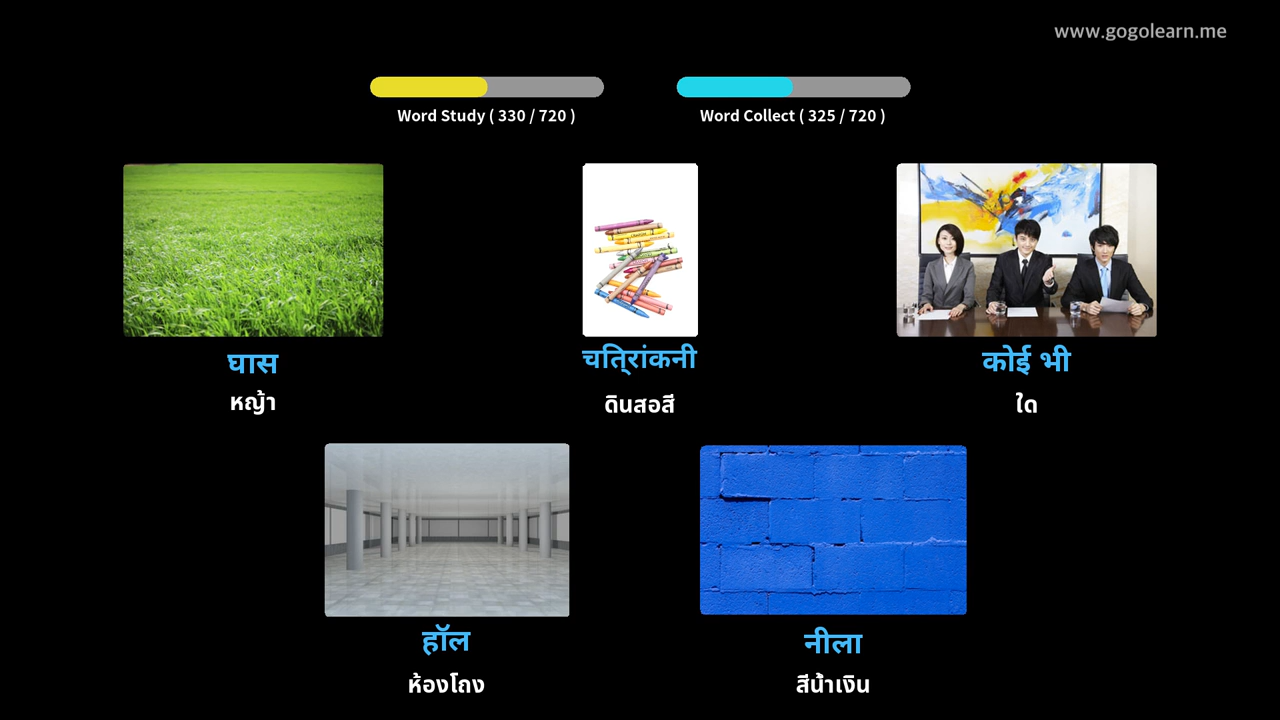 www.gogolearn.me
Word Study ( 330 / 720 )
Word Collect ( 325 / 720 )
घास
หญ้า
चित्रांकनी
ดินสอสี
कोई भी
ใด
हॉल
ห้องโถง
नीला
สีน้ำเงิน